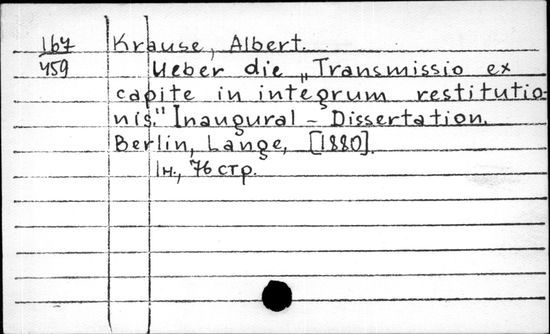 167 Krause, Albert.
459 Ueber die „Transmissio ex
capite in integrum restitutio-
nis." Inaugural - Dissertation.
Berlin, Lange, [1880].
1н., 76 стр.